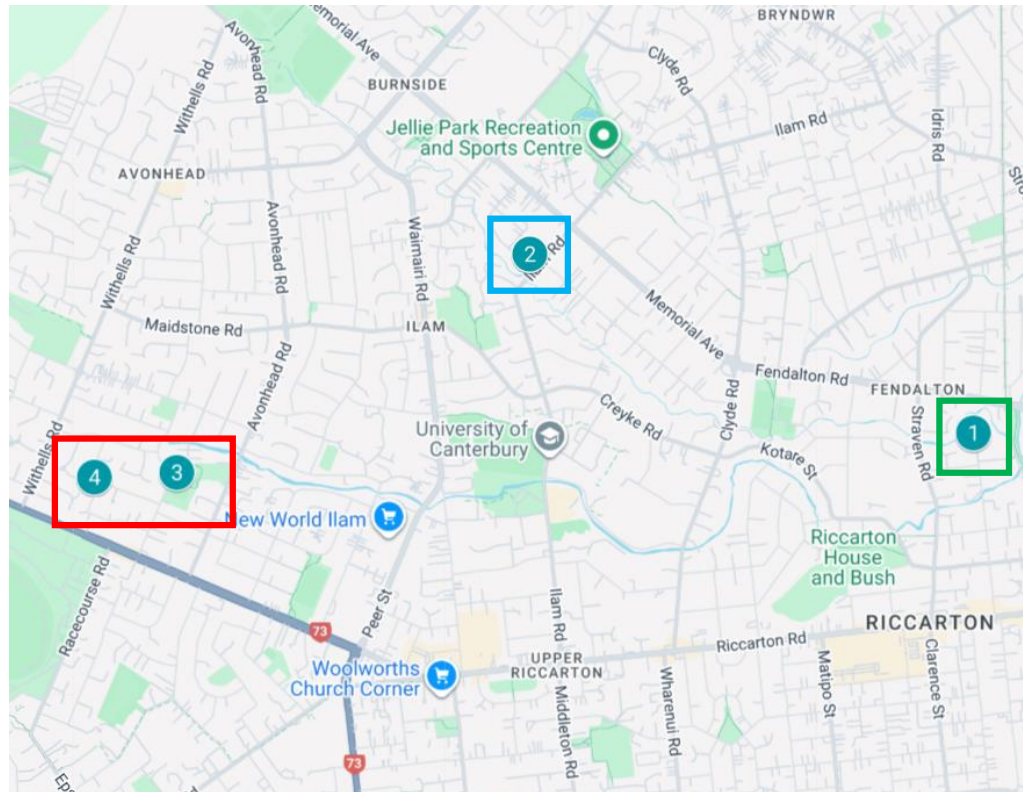 BRYNDWR
Memorial Ave
Avonhead Rd
Clyde Rd
Withells Rd
BURNSIDE
Idris Rd
Jellie Park Recreation
and Sports Centre
Ilam Rd
AVONHEAD
Stra
Avonhead Rd
Waimairi Rd
2
Rd
Withells Rd
Memorial Ave
Maidstone Rd
ILAM
Avonhead Rd
Fendalton Rd
FENDALTON
Clyde Rd
Creyke Rd
Straven Rd
1
University of
Canterbury
Kotare St
Withells Rd
4
3
New World Ilam
Riccarton
House
and Bush
Racecourse Rd
Peer St
Ilam Rd
73
RICCARTON
Riccarton Rd
Woolworths
Church Corner
UPPER
RICCARTON
Matipo St
Clarence St
Wharenui Rd
Middleton Rd
73
Ep